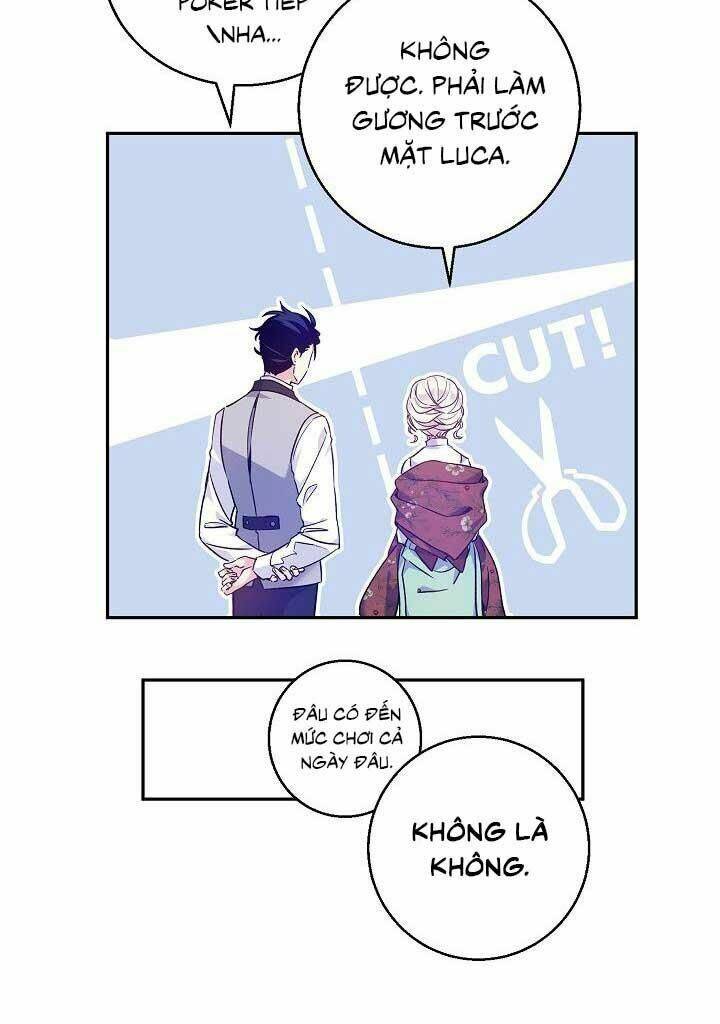 POKER TIẾP
NHA...
KHÔNG
ĐƯỢC. PHẢI LÀM
GƯƠNG TRƯỚC
MẶT LUCA.
CUT!
ĐÂU CÓ ĐẾN
MỨC CHƠI CẢ
NGÀY ĐÂU.
KHÔNG LÀ
KHÔNG.